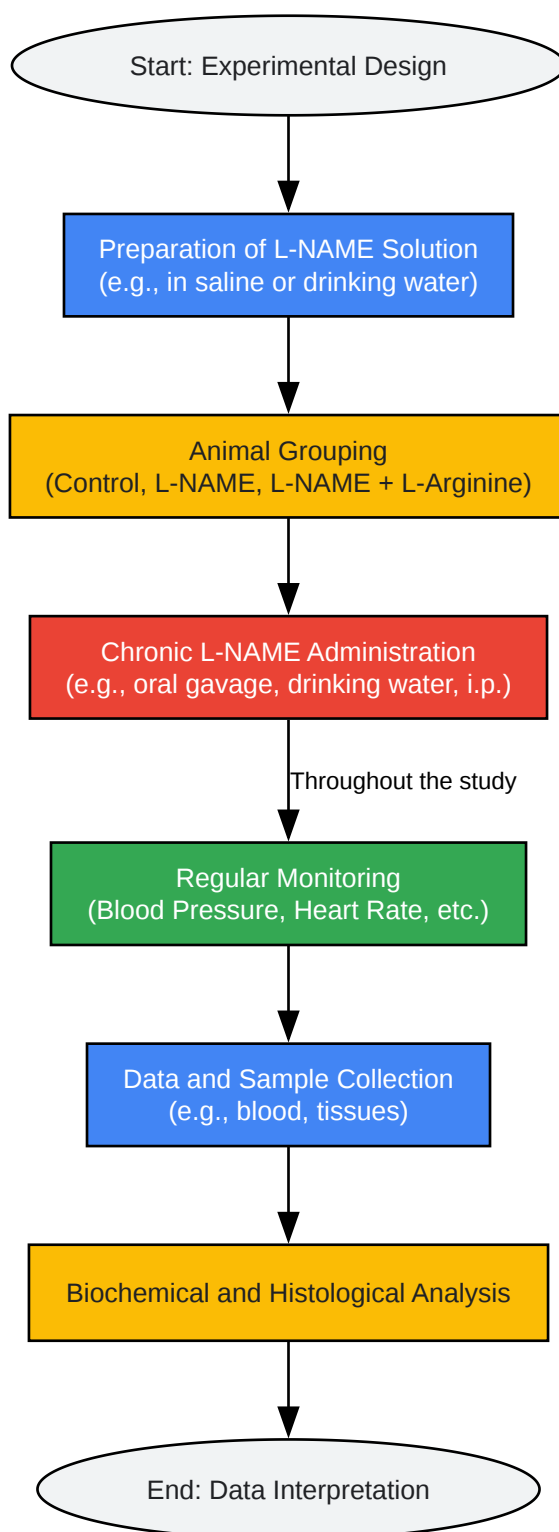 Start: Experimental Design
Preparation of L-NAME Solution
(e.g., in saline or drinking water)
Animal Grouping
(Control, L-NAME, L-NAME + L-Arginine)
Chronic L-NAME Administration
(e.g., oral gavage, drinking water, i.p.)
Throughout the study
Regular Monitoring
(Blood Pressure, Heart Rate, etc.)
Data and Sample Collection
(e.g., blood, tissues)
Biochemical and Histological Analysis
End: Data Interpretation